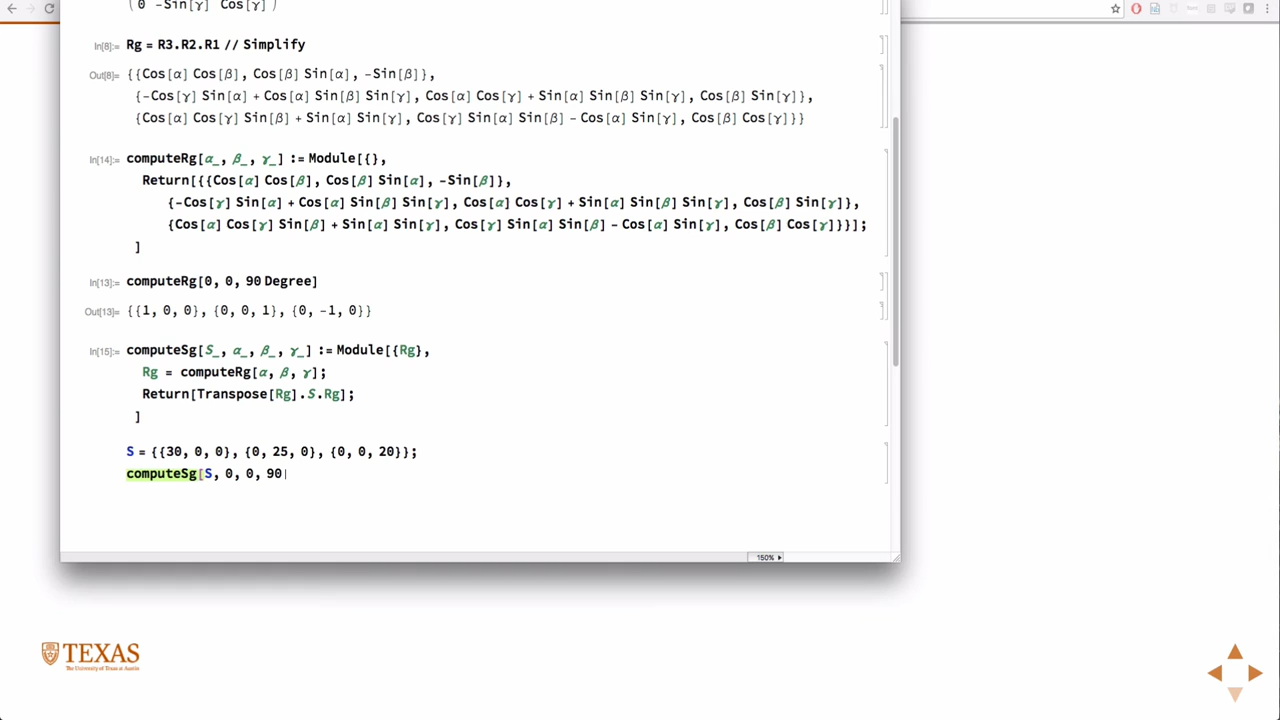 ( 0 -Sin[γ] Cos[γ] )
In[8]:= Rg = R3.R2.R1 // Simplify
Out[8]= {{Cos[α] Cos[β], Cos[β] Sin[α], -Sin[β]},
{-Cos[γ] Sin[α] + Cos[α] Sin[β] Sin[γ], Cos[α] Cos[γ] + Sin[α] Sin[β] Sin[γ], Cos[β] Sin[γ]},
{Cos[α] Cos[γ] Sin[β] + Sin[α] Sin[γ], Cos[γ] Sin[α] Sin[β] - Cos[α] Sin[γ], Cos[β] Cos[γ]}}
In[14]:= computeRg[α_, β_, γ_] := Module[{},
Return[{{Cos[α] Cos[β], Cos[β] Sin[α], -Sin[β]},
{-Cos[γ] Sin[α] + Cos[α] Sin[β] Sin[γ], Cos[α] Cos[γ] + Sin[α] Sin[β] Sin[γ], Cos[β] Sin[γ]},
{Cos[α] Cos[γ] Sin[β] + Sin[α] Sin[γ], Cos[γ] Sin[α] Sin[β] - Cos[α] Sin[γ], Cos[β] Cos[γ]}}];
]
In[13]:= computeRg[0, 0, 90 Degree]
Out[13]= {{1, 0, 0}, {0, 0, 1}, {0, -1, 0}}
In[15]:= computeSg[S_, α_, β_, γ_] := Module[{Rg},
Rg = computeRg[α, β, γ];
Return[Transpose[Rg].S.Rg];
]
S = {{30, 0, 0}, {0, 25, 0}, {0, 0, 20}};
computeSg[S, 0, 0, 90
150%
TEXAS
The University of Texas at Austin